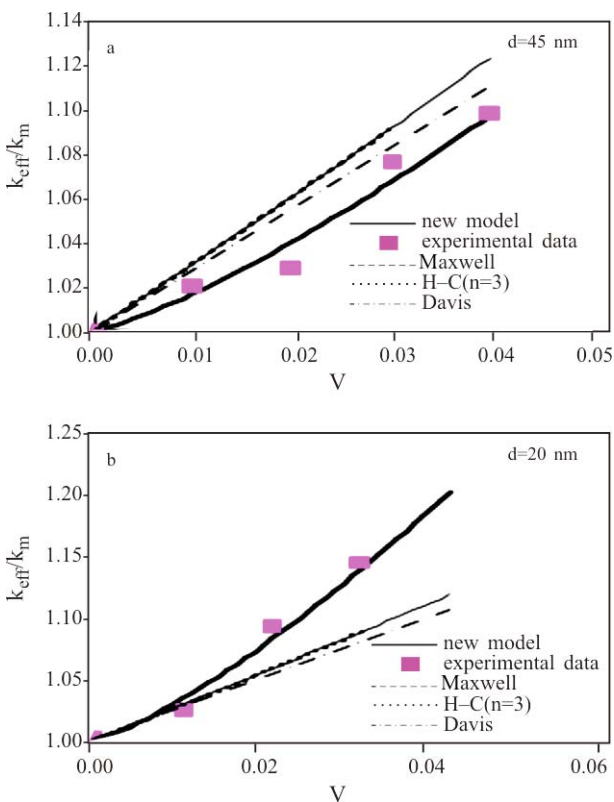 1.14
a
d=45 nm
1.12
1.10
1.08
1.06
1.04
1.02
1.00
keff/km
new model
experimental data
Maxwell
H–C(n=3)
Davis
0.00 0.01 0.02 0.03 0.04 0.05
V
1.25
b
d=20 nm
1.20
1.15
1.10
1.05
1.00
keff/km
new model
experimental data
Maxwell
H–C(n=3)
Davis
0.00 0.02 0.04 0.06
V